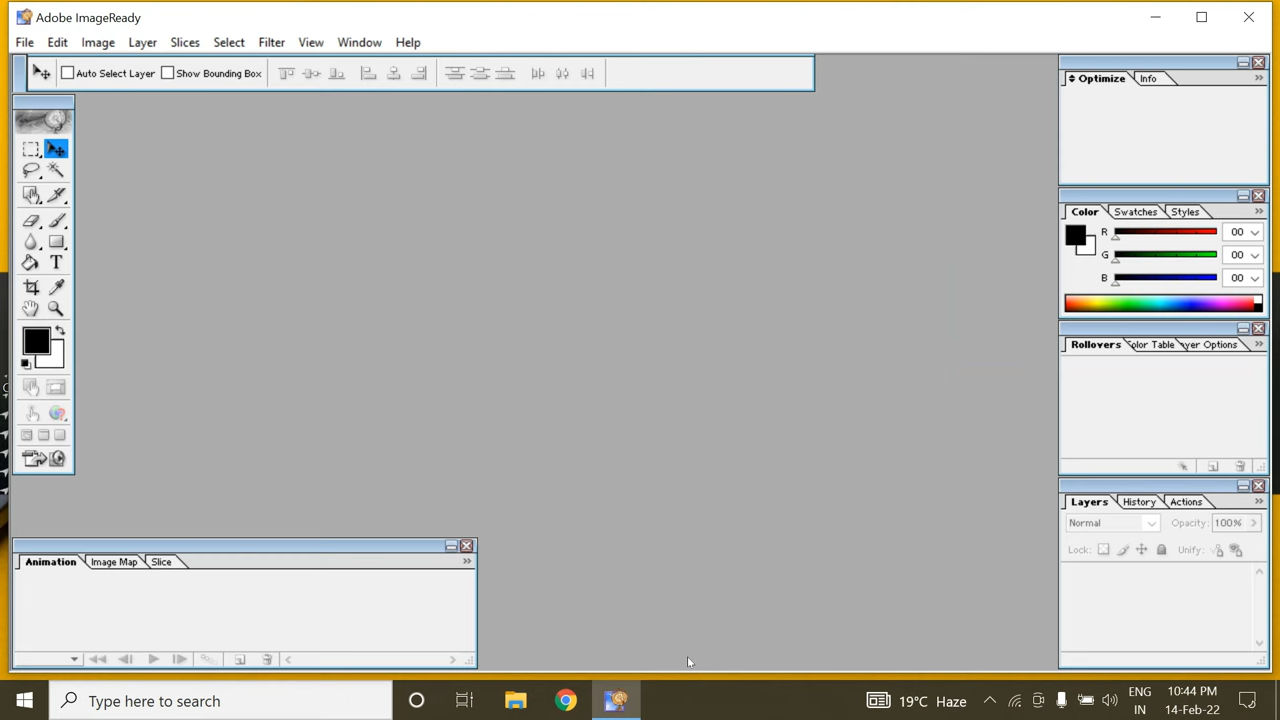 Adobe ImageReady
File Edit Image Layer Slices Select Filter View Window Help
Auto Select Layer Show Bounding Box
Optimize Info
Color Swatches Styles
R 00
G 00
B 00
T
Rollovers Color Table yer Options
Layers History Actions
Normal Opacity: 100%
Lock: Unify:
Animation Image Map Slice
Type here to search
19°C Haze
ENG
IN
10:44 PM
14-Feb-22